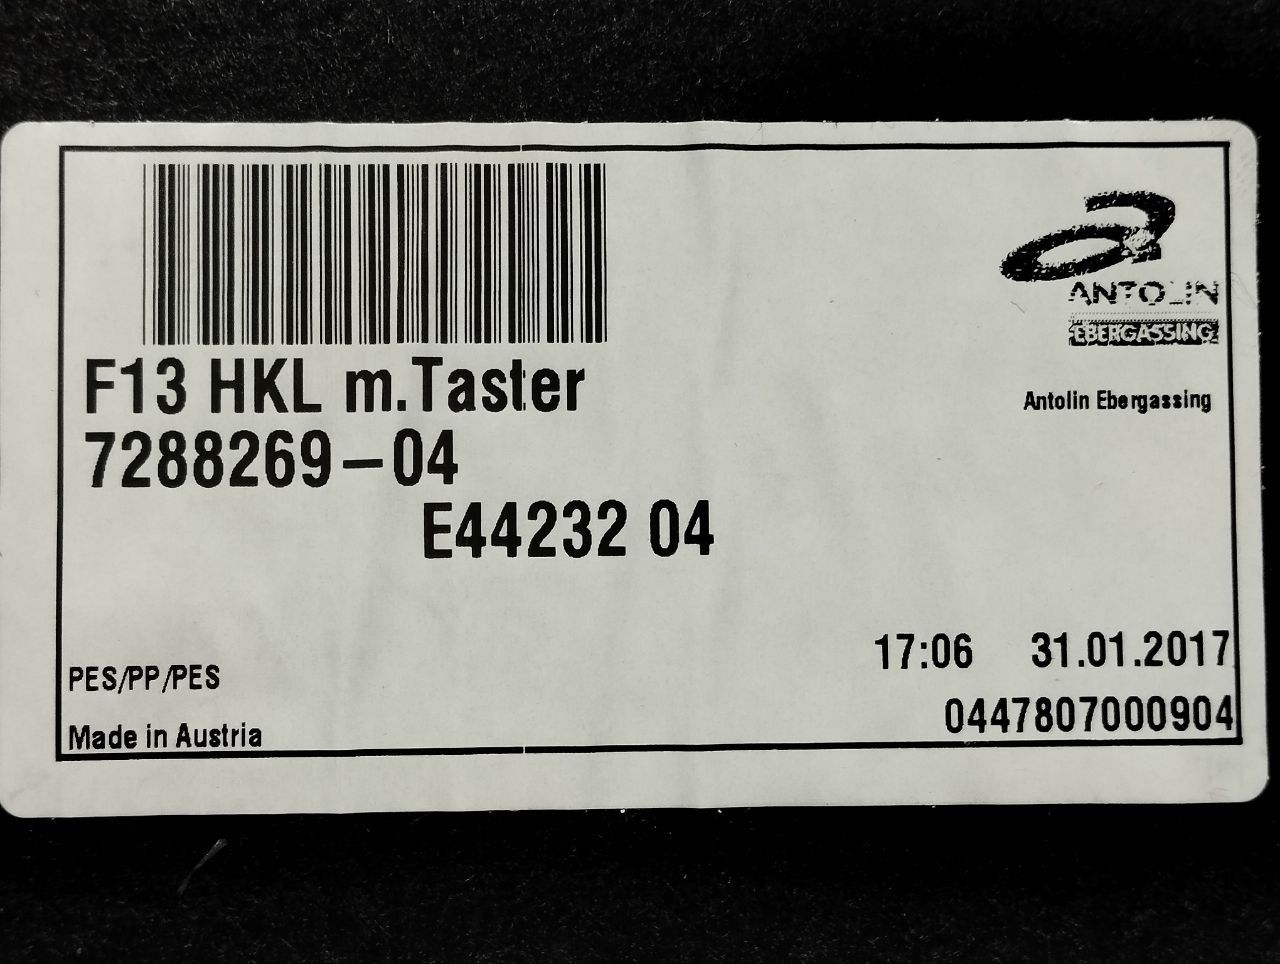 ANTOLIN
EBERGASSING
F13 HKL m.Taster
Antolin Ebergassing
7288269-04
E44232 04
17:06 31.01.2017
PES/PP/PES
0447807000904
Made in Austria